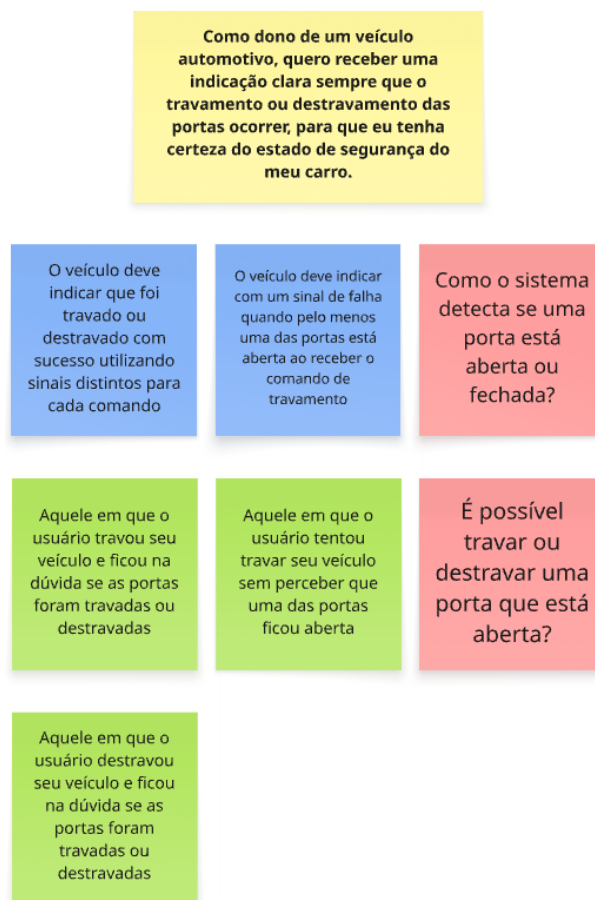 Como dono de um veículo
automotivo, quero receber uma
indicação clara sempre que o
travamento ou destravamento das
portas ocorrer, para que eu tenha
certeza do estado de segurança do
meu carro.
O veículo deve
indicar que foi
travado ou
destravado com
sucesso utilizando
sinais distintos para
cada comando
O veículo deve indicar
com um sinal de falha
quando pelo menos
uma das portas está
aberta ao receber o
comando de
travamento
Como o sistema
detecta se uma
porta está
aberta ou
fechada?
Aquele em que o
usuário travou seu
veículo e ficou na
dúvida se as portas
foram travadas ou
destravadas
Aquele em que o
usuário tentou
travar seu veículo
sem perceber que
uma das portas
ficou aberta
É possível
travar ou
destravar uma
porta que está
aberta?
Aquele em que o
usuário destravou
seu veículo e ficou
na dúvida se as
portas foram
travadas ou
destravadas